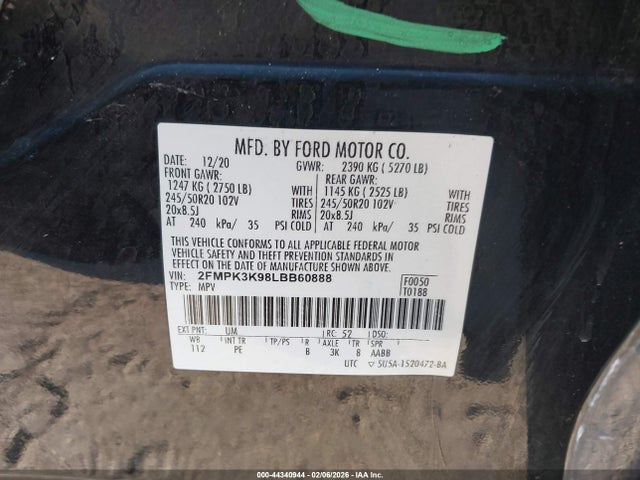 MFD. BY FORD MOTOR CO.
DATE: 12/20 GVWR: 2390 KG ( 5270 LB)
FRONT GAWR: REAR GAWR:
1247 KG ( 2750 LB) WITH 1145 KG ( 2525 LB) WITH
245/50R20 102V TIRES 245/50R20 102V TIRES
20x8.5J RIMS 20x8.5J RIMS
AT 240 kPa/ 35 PSI COLD AT 240 kPa/ 35 PSI COLD
THIS VEHICLE CONFORMS TO ALL APPLICABLE FEDERAL MOTOR
VEHICLE SAFETY AND THEFT PREVENTION STANDARDS IN EFFECT ON
THE DATE OF MANUFACTURE SHOWN ABOVE.
VIN: 2FMPK3K98LBB60888 F0050
TYPE: MPV T0188
EXT PNT: UM RC: 52 DSO:
WB INT TR TP/PS R AXLE TR SPR
112 PE B 3K 8 AABB
UTC 5U5A-1520472-BA
000-44340944 - 02/06/2026 - IAA Corp.